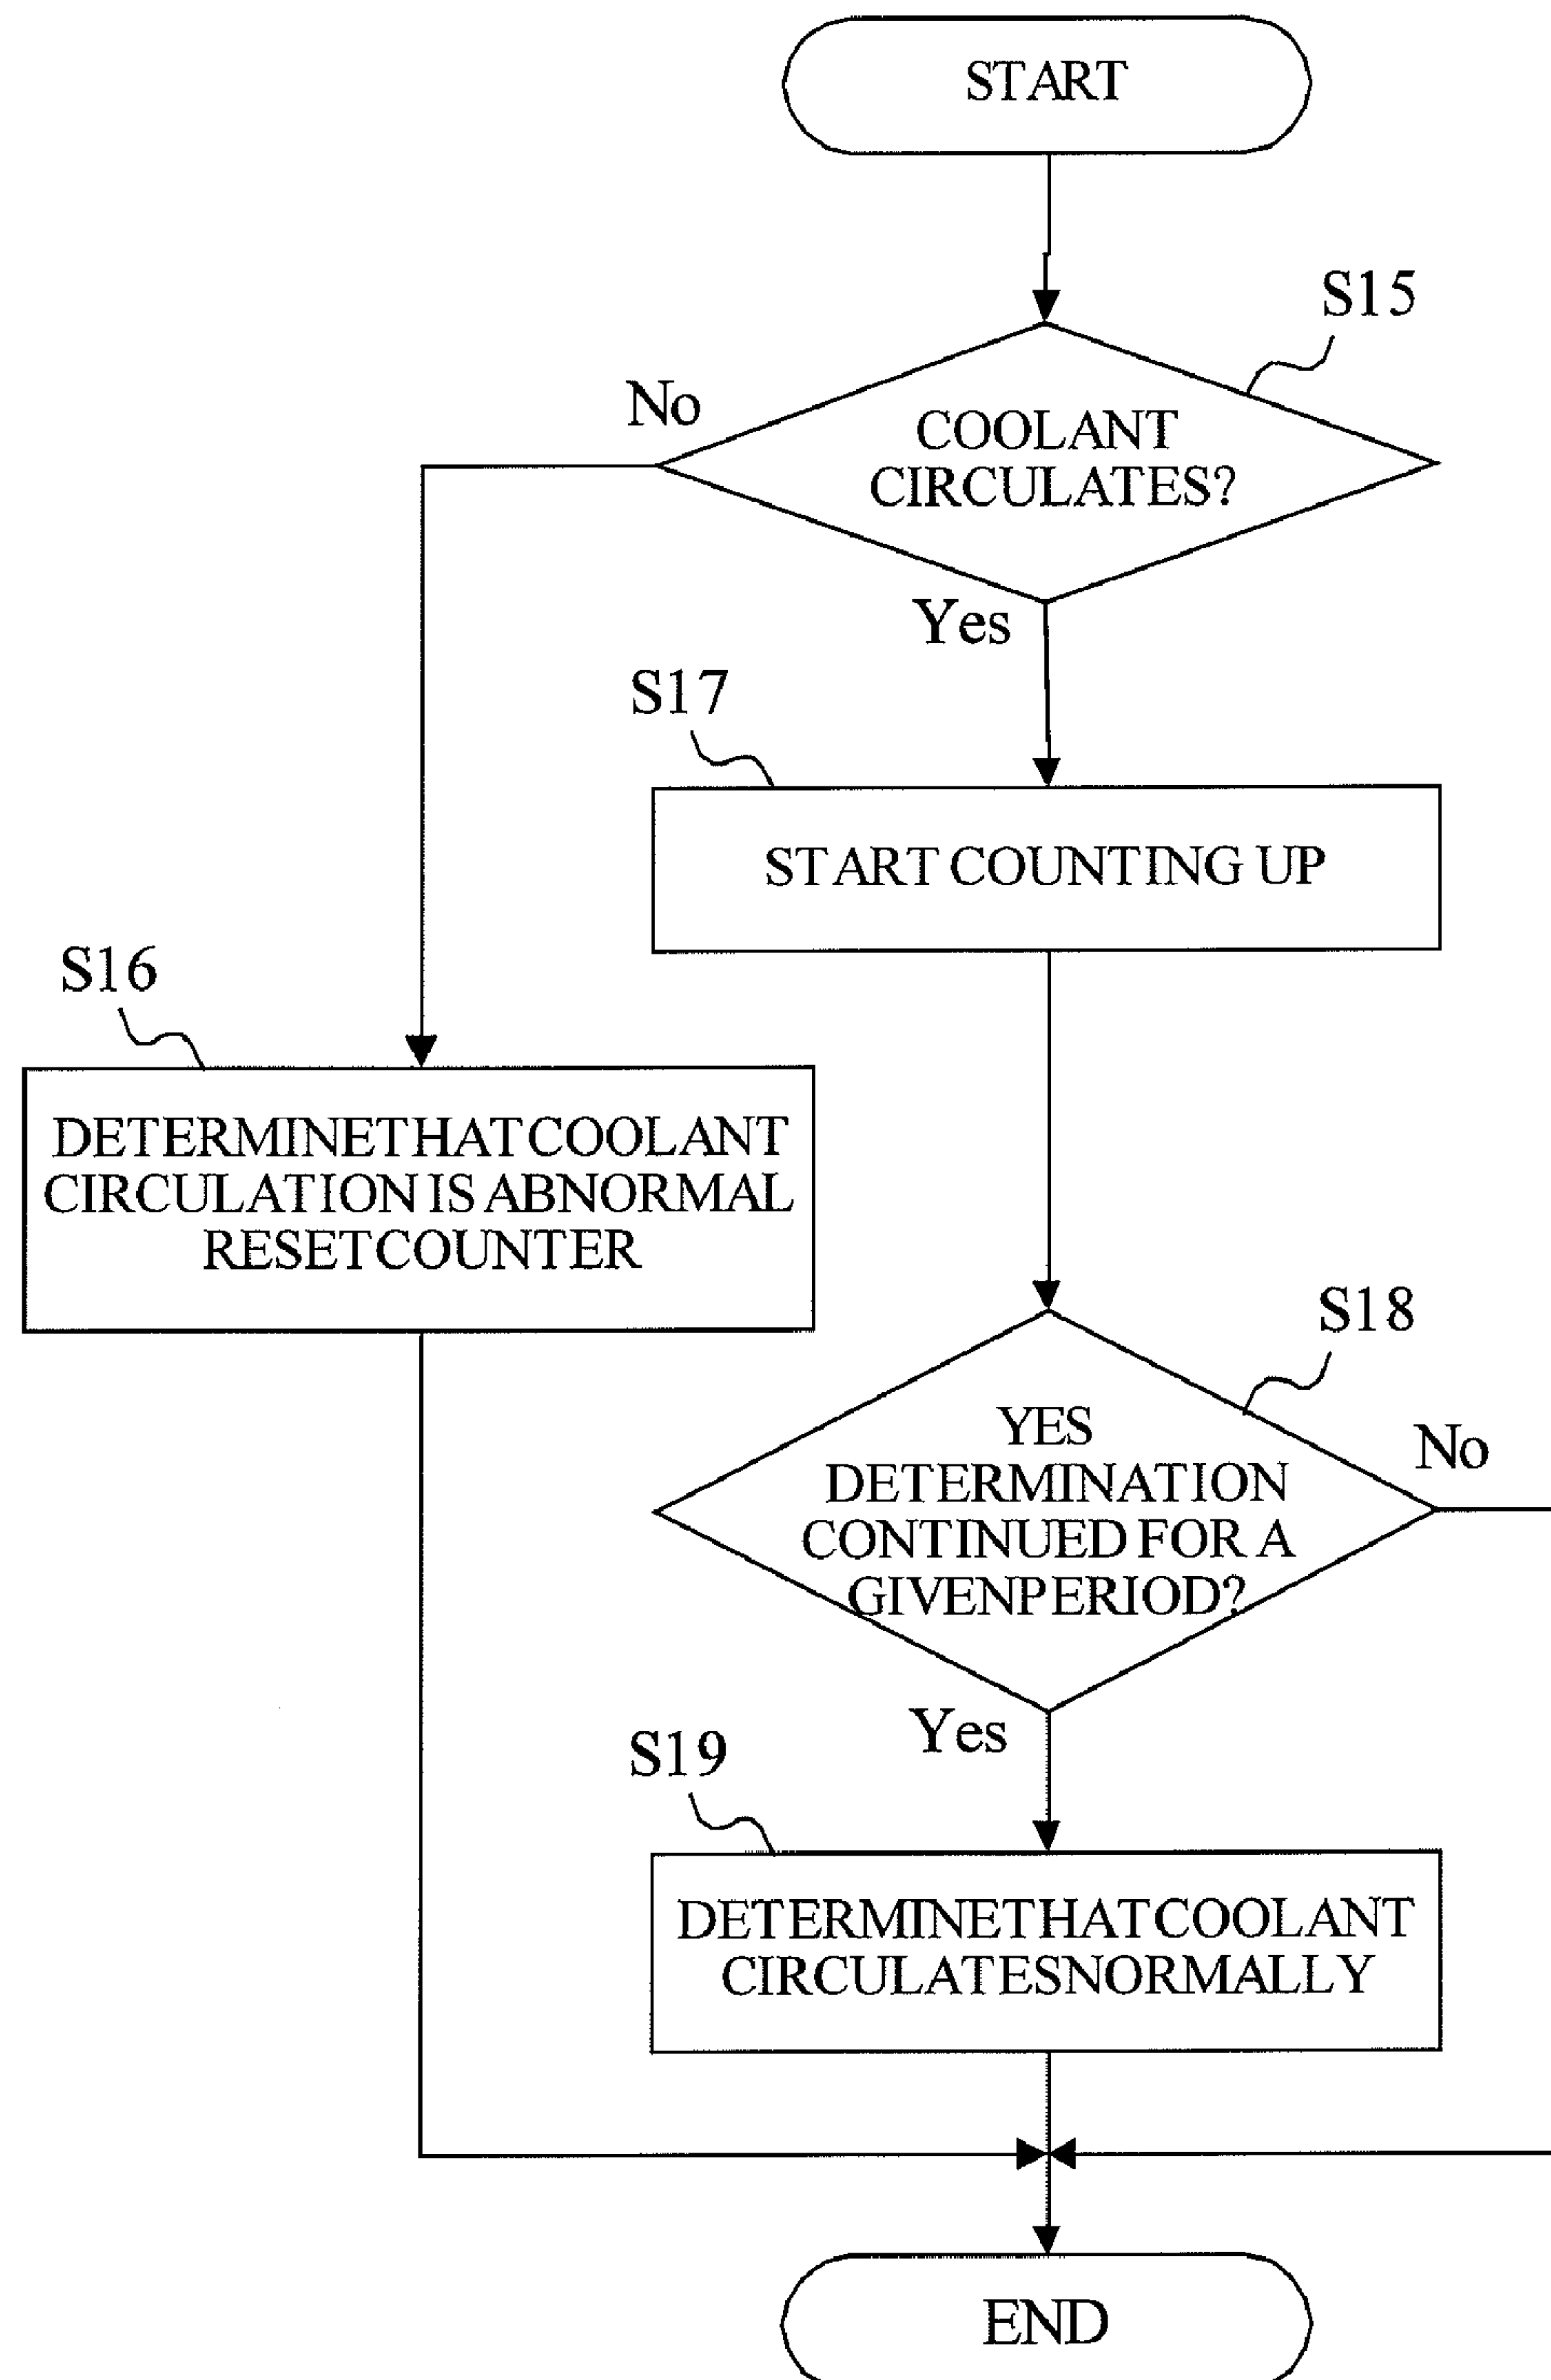 START
S15
No
COOLANT
CIRCULATES?
Yes
S17
START COUNTING UP
S16
DETERMINE THAT COOLANT
CIRCULATION IS ABNORMAL
RESET COUNTER
S18
YES
DETERMINATION
CONTINUED FOR A
GIVEN PERIOD?
No
Yes
S19
DETERMINE THAT COOLANT
CIRCULATES NORMALLY
END